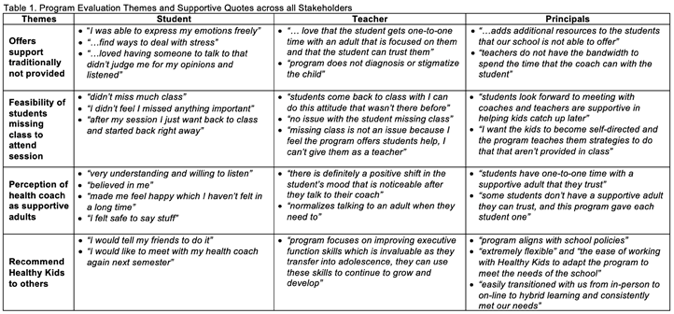 Table 1. Program Evaluation Themes and Supportive Quotes across all Stakeholders
Themes
Student
Teacher
Principals
Offers
support
traditionally
not provided
• "I was able to express my emotions freely"
• "…find ways to deal with stress"
• "…loved having someone to talk to that
didn't judge me for my opinions and
listened"
• "… love that the student gets one-to-one
time with an adult that is focused on them
and that the student can trust them"
• "program does not diagnosis or stigmatize
the child"
• "…adds additional resources to the students
that our school is not able to offer"
• "teachers do not have the bandwidth to
spend the time that the coach can with the
student"
Feasibility of
students
missing
class to
attend
session
• "didn't miss much class"
• "I didn't feel I missed anything important"
• "after my session I just want back to class
and started back right away"
• "students come back to class with I can
do this attitude that wasn't there before"
• "no issue with the student missing class"
• "missing class is not an issue because I
feel the program offers students help, I
can't give them as a teacher"
• "students look forward to meeting with
coaches and teachers are supportive in
helping kids catch up later"
• "I want the kids to become self-directed and
the program teaches them strategies to do
that that aren't provided in class"
Perception of
health coach
as supportive
adults
• "very understanding and willing to listen"
• "believed in me"
• "made me feel happy which I haven't felt in
a long time"
• "I felt safe to say stuff"
• "there is definitely a positive shift in the
student's mood that is noticeable after
they talk to their coach"
• "normalizes talking to an adult when they
need to"
• "students have one-to-one time with a
supportive adult that they trust"
• "some students don't have a supportive adult
they can trust, and this program gave each
student one"
Recommend
Healthy Kids
to others
• "I would tell my friends to do it"
• "I would like to meet with my health coach
again next semester"
• "program focuses on improving executive
function skills which is invaluable as they
transfer into adolescence, they can use
these skills to continue to grow and
develop"
• "program aligns with school policies"
• "extremely flexible" and "the ease of working
with Healthy Kids to adapt the program to
meet the needs of the school"
• "easily transitioned with us from in-person to
on-line to hybrid learning and consistently
met our needs"